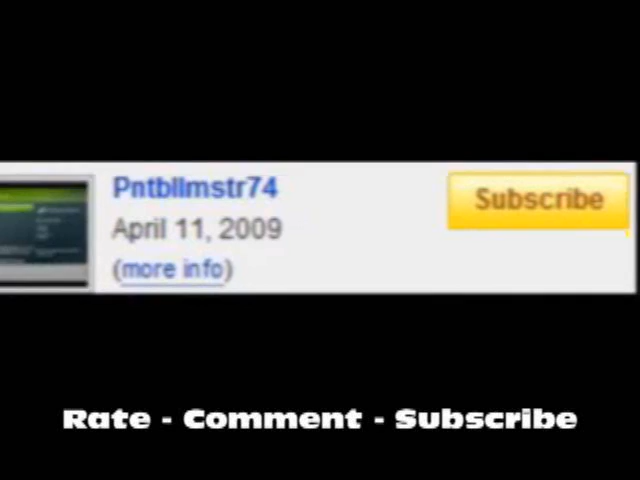 Pntbllmstr74
Subscribe
April 11, 2009
(more info)
Rate - Comment - Subscribe